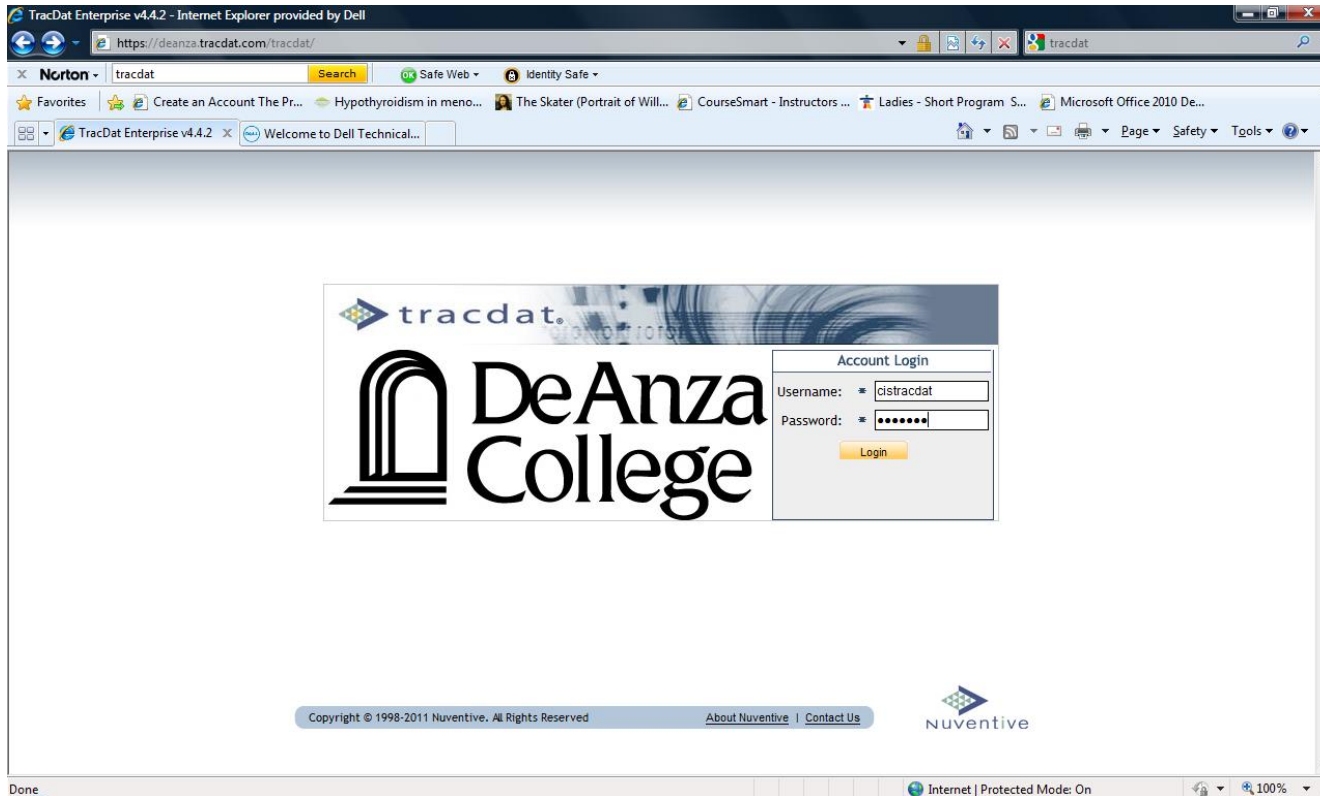 TracDat Enterprise v4.4.2 - Internet Explorer provided by Dell
https://deanza.tracdat.com/tracdat/
tracdat
X Norton tracdat Search OK Safe Web Identity Safe
Favorites Create an Account The Pr... Hypothyroidism in meno... The Skater (Portrait of Will... CourseSmart - Instructors ... Ladies - Short Program S... Microsoft Office 2010 De...
TracDat Enterprise v4.4.2 X Welcome to Dell Technical... Page Safety Tools
tracdat®
Account Login
Username: * cistracdat
Password: * •••••••
Login
De Anza
College
Copyright © 1998-2011 Nuventive. All Rights Reserved About Nuventive | Contact Us
Nuventive
Done Internet | Protected Mode: On 100%